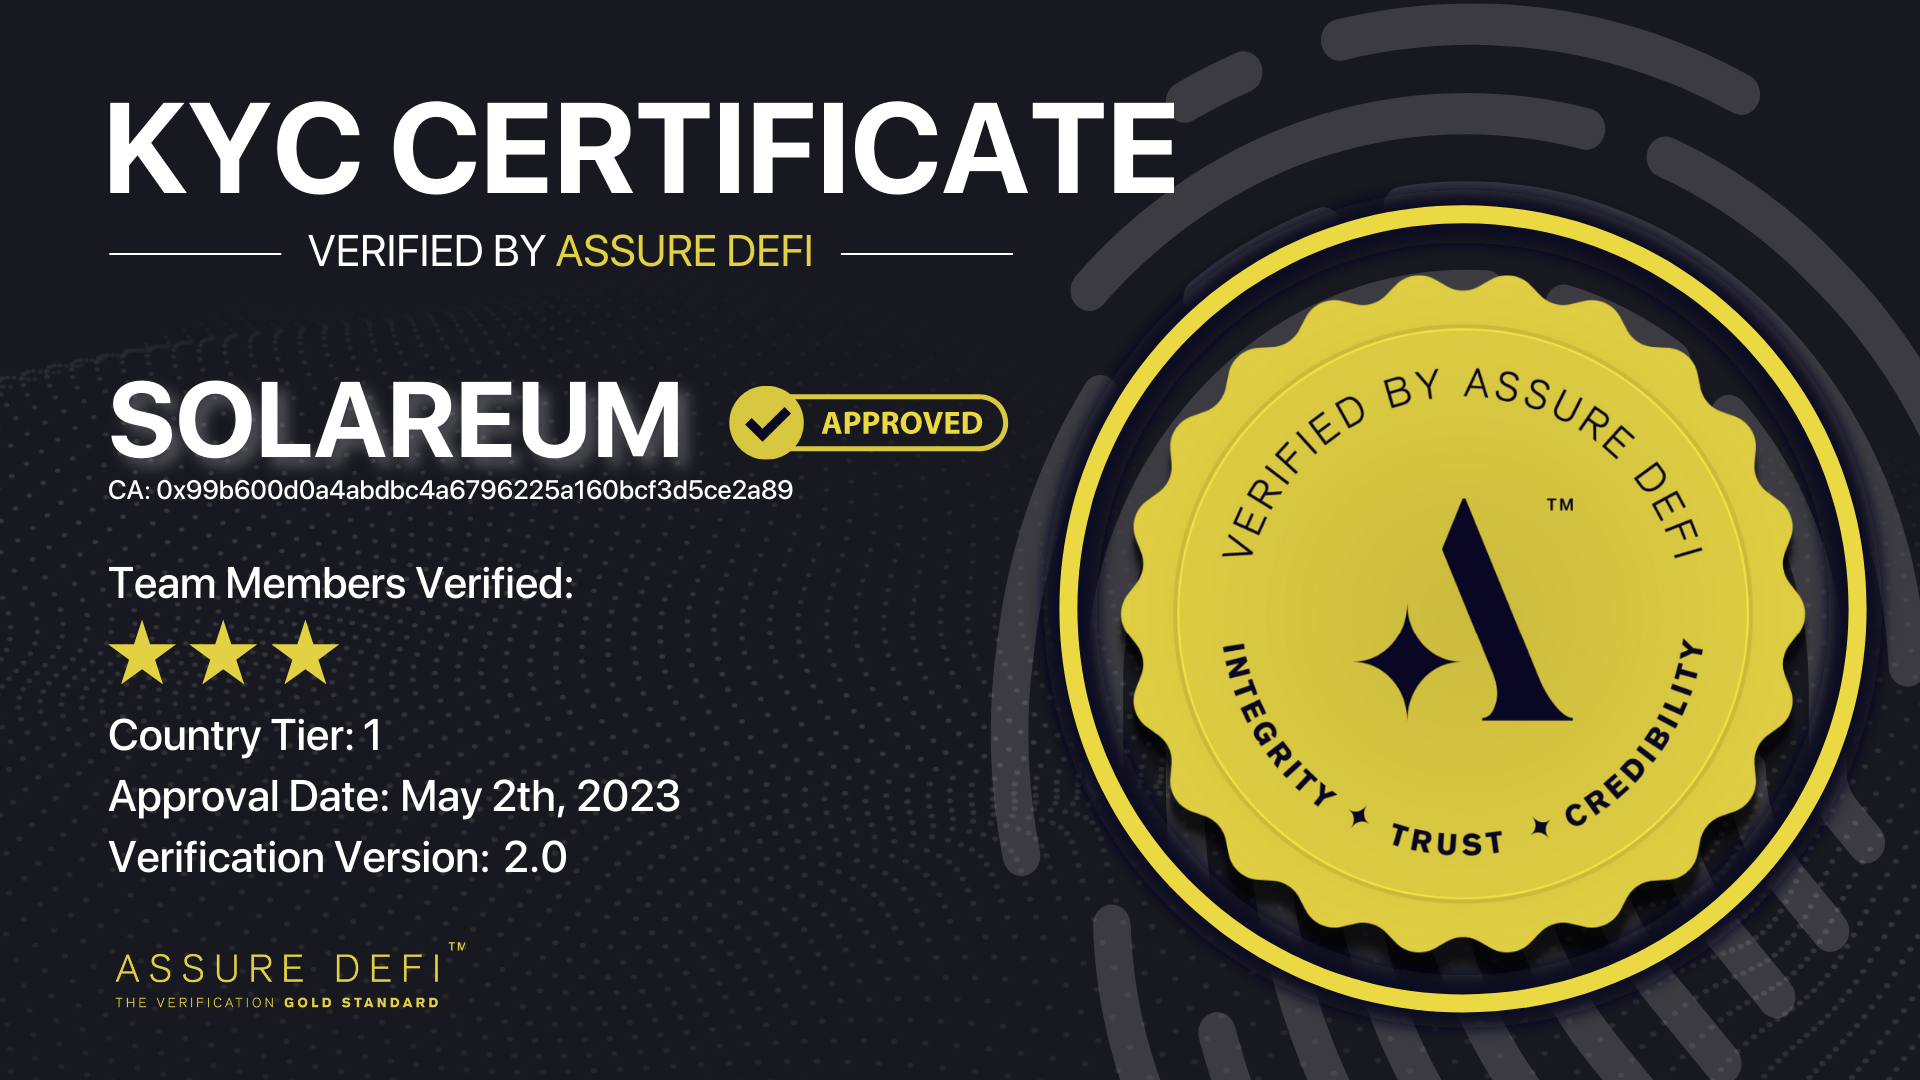 KYC CERTIFICATE
VERIFIED BY ASSURE DEFI
SOLAREUM
APPROVED
CA: 0x99b600d0a4abdbc4a6796225a160bcf3d5ce2a89
Team Members Verified:
Country Tier: 1
Approval Date: May 2th, 2023
Verification Version: 2.0
ASSURE DEFI™
THE VERIFICATION GOLD STANDARD
VERIFIED BY ASSURE DEFI
™
INTEGRITY ✦ TRUST ✦ CREDIBILITY